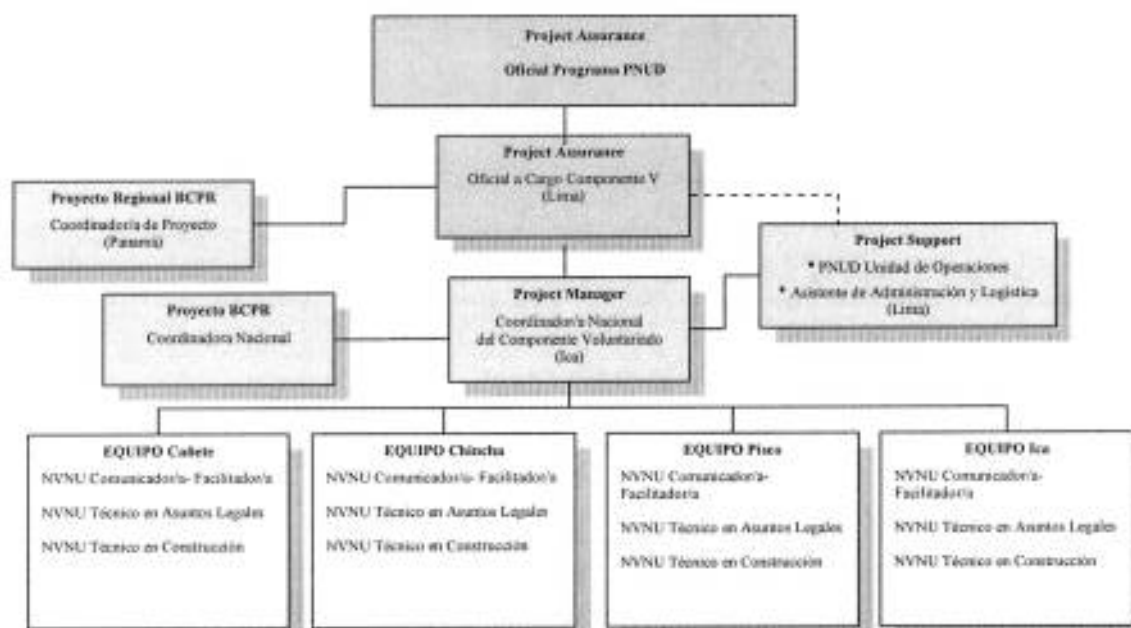 Project Assurance
Oficial Programa PNUD
Project Assurance
Oficial a Cargo Componente V
(Lima)
Proyecto Regional BCPR
Coordinador/a de Proyecto
(Panamá)
Project Support
* PNUD Unidad de Operaciones
* Asistente de Administración y Logística
(Lima)
Project Manager
Coordinador/a Nacional
del Componente Voluntariado
(Ica)
Proyecto BCPR
Coordinadora Nacional
EQUIPO Cañete
NVNU Comunicador/a- Facilitador/a
NVNU Técnico en Asuntos Legales
NVNU Técnico en Construcción
EQUIPO Chincha
NVNU Comunicador/a- Facilitador/a
NVNU Técnico en Asuntos Legales
NVNU Técnico en Construcción
EQUIPO Pisco
NVNU Comunicador/a-
Facilitador/a
NVNU Técnico en Asuntos Legales
NVNU Técnico en Construcción
EQUIPO Ica
NVNU Comunicador/a-
Facilitador/a
NVNU Técnico en Asuntos Legales
NVNU Técnico en Construcción